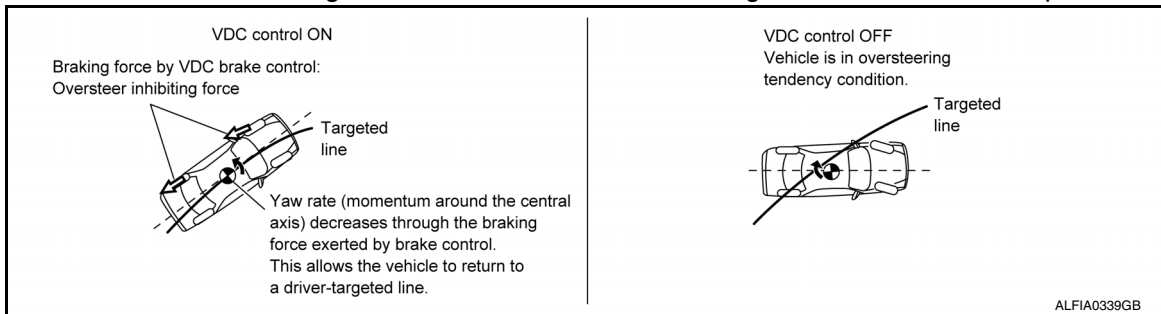 VDC control ON
Braking force by VDC brake control:
Oversteer inhibiting force
Targeted
line
Yaw rate (momentum around the central
axis) decreases through the braking
force exerted by brake control.
This allows the vehicle to return to
a driver-targeted line.
VDC control OFF
Vehicle is in oversteering
tendency condition.
Targeted
line
ALFIA0339GB